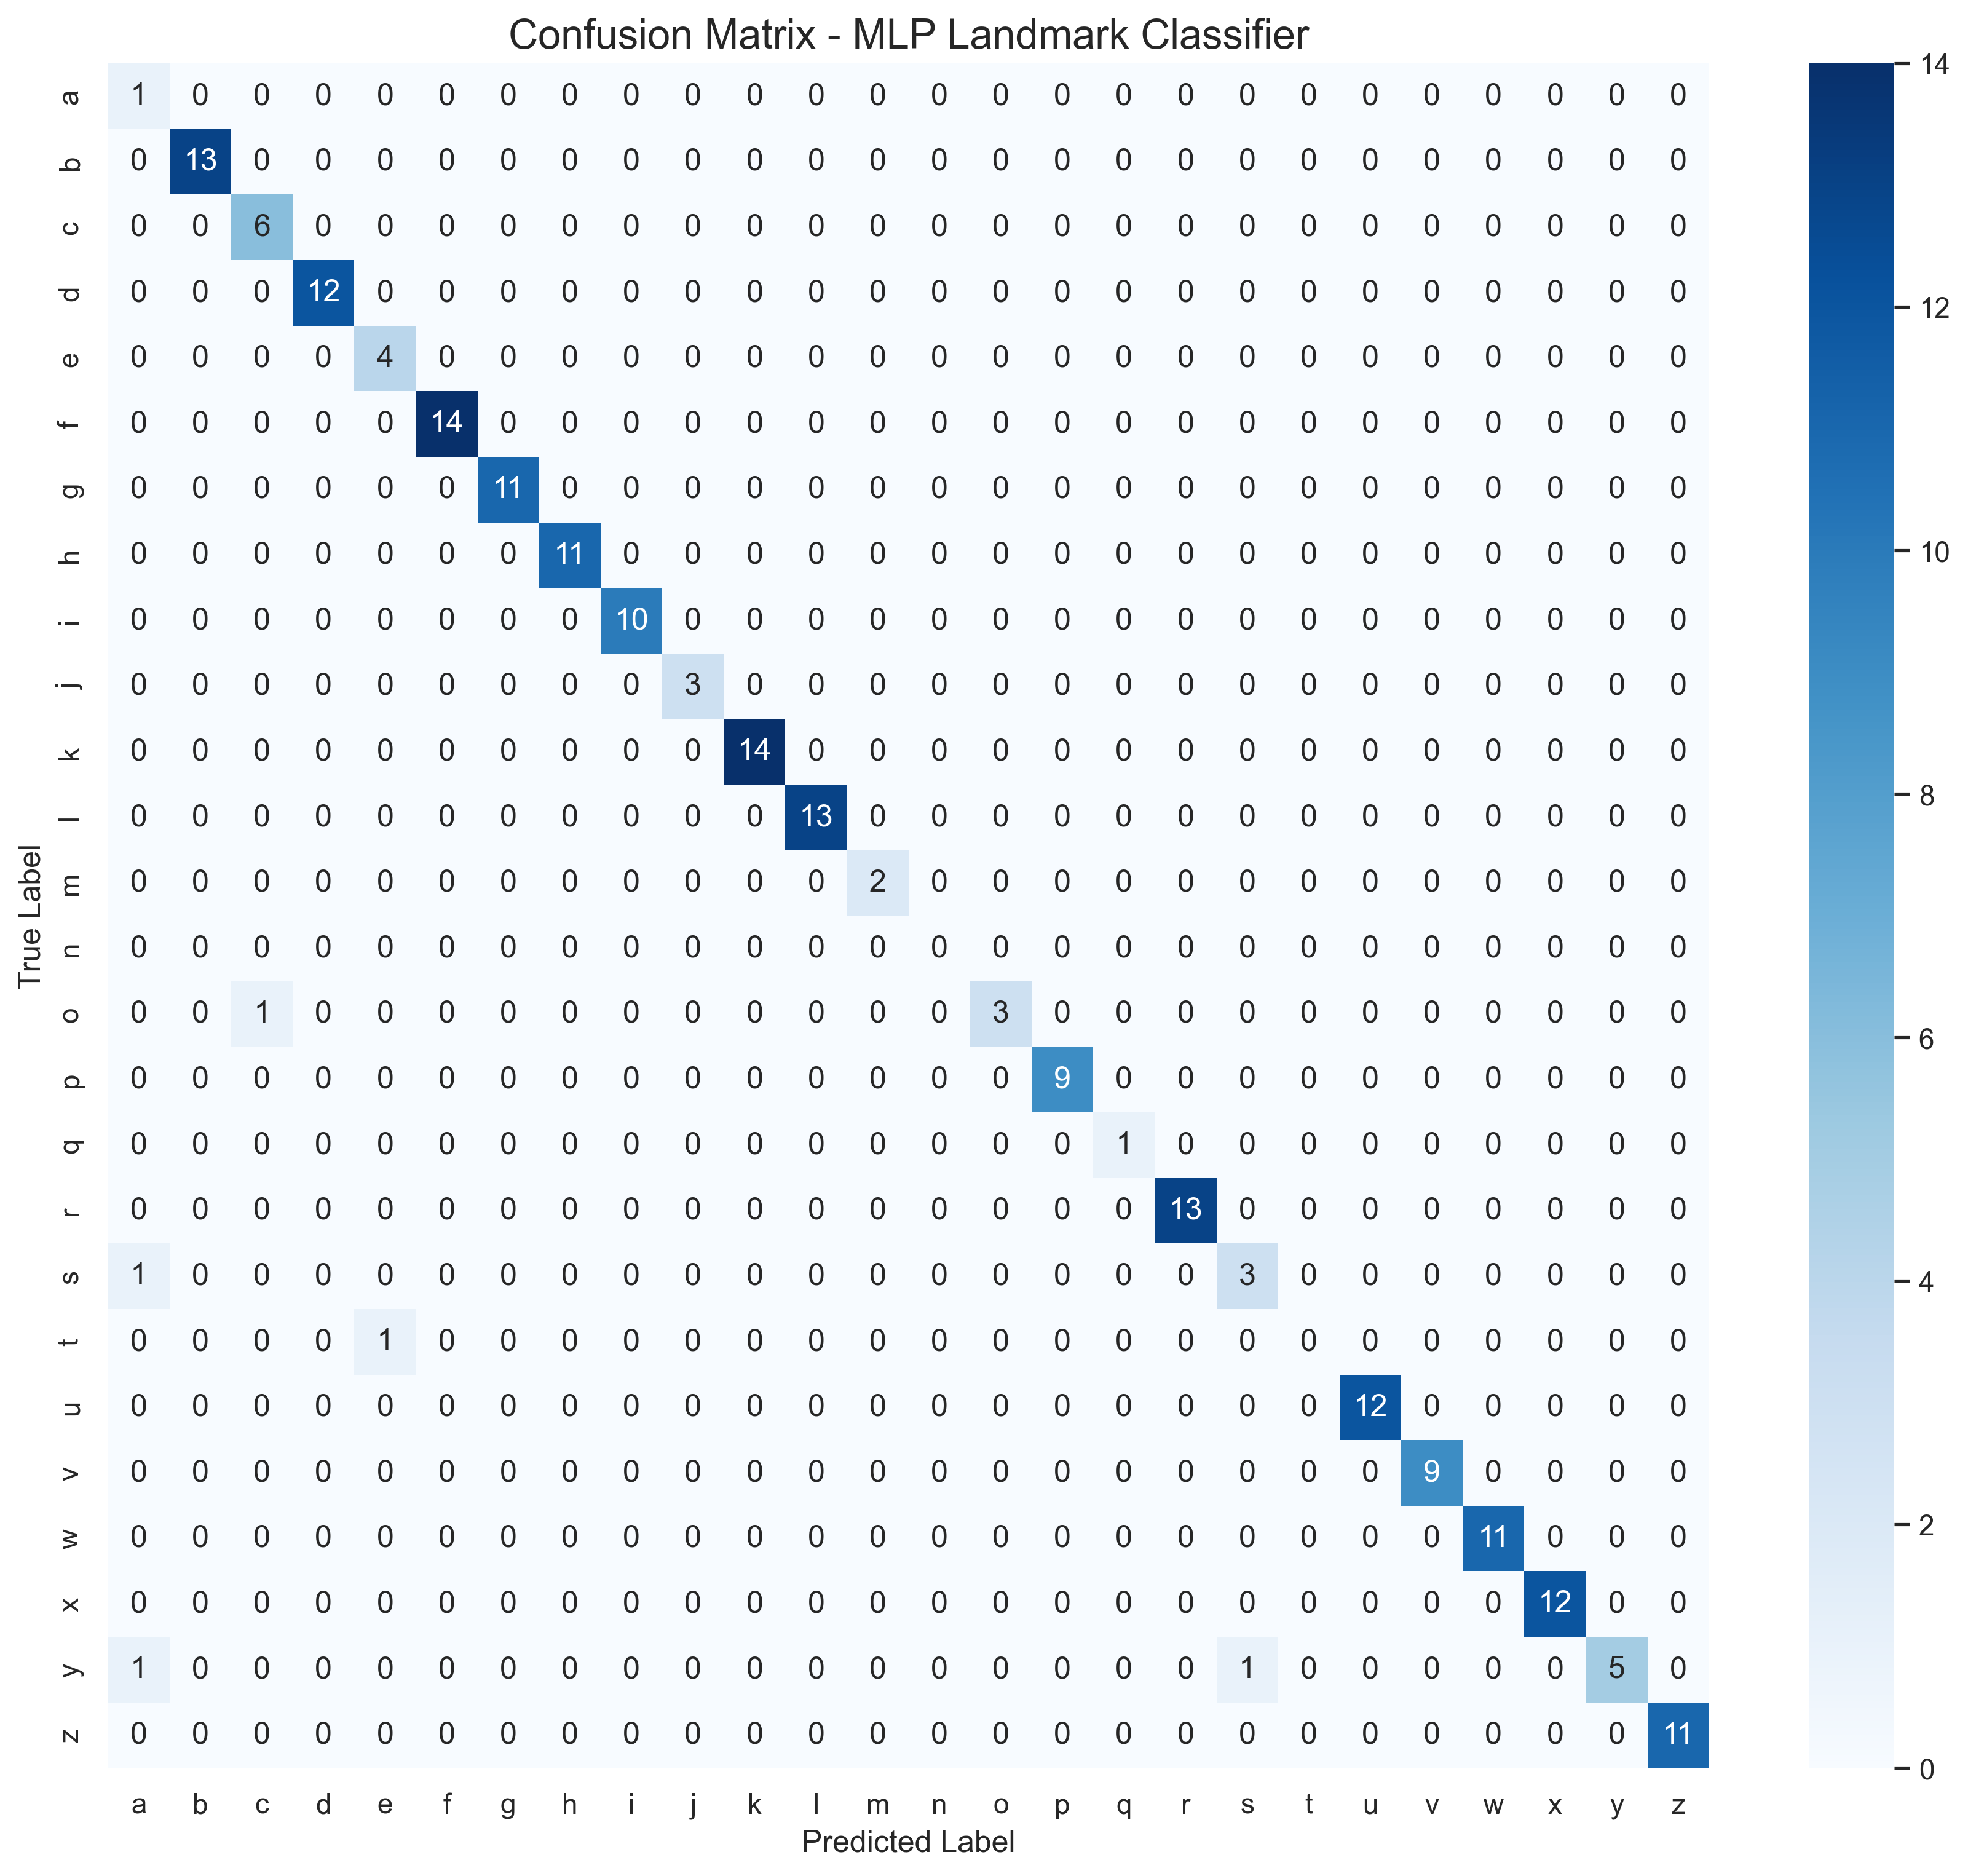 Confusion Matrix - MLP Landmark Classifier
a 1 0 0 0 0 0 0 0 0 0 0 0 0 0 0 0 0 0 0 0 0 0 0 0 0 0
b 0 13 0 0 0 0 0 0 0 0 0 0 0 0 0 0 0 0 0 0 0 0 0 0 0 0
c 0 0 6 0 0 0 0 0 0 0 0 0 0 0 0 0 0 0 0 0 0 0 0 0 0 0
d 0 0 0 12 0 0 0 0 0 0 0 0 0 0 0 0 0 0 0 0 0 0 0 0 0 0
e 0 0 0 0 4 0 0 0 0 0 0 0 0 0 0 0 0 0 0 0 0 0 0 0 0 0
f 0 0 0 0 0 14 0 0 0 0 0 0 0 0 0 0 0 0 0 0 0 0 0 0 0 0
g 0 0 0 0 0 0 11 0 0 0 0 0 0 0 0 0 0 0 0 0 0 0 0 0 0 0
h 0 0 0 0 0 0 0 11 0 0 0 0 0 0 0 0 0 0 0 0 0 0 0 0 0 0
i 0 0 0 0 0 0 0 0 10 0 0 0 0 0 0 0 0 0 0 0 0 0 0 0 0 0
j 0 0 0 0 0 0 0 0 0 3 0 0 0 0 0 0 0 0 0 0 0 0 0 0 0 0
k 0 0 0 0 0 0 0 0 0 0 14 0 0 0 0 0 0 0 0 0 0 0 0 0 0 0
l 0 0 0 0 0 0 0 0 0 0 0 13 0 0 0 0 0 0 0 0 0 0 0 0 0 0
m 0 0 0 0 0 0 0 0 0 0 0 0 2 0 0 0 0 0 0 0 0 0 0 0 0 0
n 0 0 0 0 0 0 0 0 0 0 0 0 0 0 0 0 0 0 0 0 0 0 0 0 0 0
o 0 0 1 0 0 0 0 0 0 0 0 0 0 0 3 0 0 0 0 0 0 0 0 0 0 0
p 0 0 0 0 0 0 0 0 0 0 0 0 0 0 0 9 0 0 0 0 0 0 0 0 0 0
q 0 0 0 0 0 0 0 0 0 0 0 0 0 0 0 0 1 0 0 0 0 0 0 0 0 0
r 0 0 0 0 0 0 0 0 0 0 0 0 0 0 0 0 0 13 0 0 0 0 0 0 0 0
s 1 0 0 0 0 0 0 0 0 0 0 0 0 0 0 0 0 0 3 0 0 0 0 0 0 0
t 0 0 0 0 1 0 0 0 0 0 0 0 0 0 0 0 0 0 0 0 0 0 0 0 0 0
u 0 0 0 0 0 0 0 0 0 0 0 0 0 0 0 0 0 0 0 0 12 0 0 0 0 0
v 0 0 0 0 0 0 0 0 0 0 0 0 0 0 0 0 0 0 0 0 0 9 0 0 0 0
w 0 0 0 0 0 0 0 0 0 0 0 0 0 0 0 0 0 0 0 0 0 0 11 0 0 0
x 0 0 0 0 0 0 0 0 0 0 0 0 0 0 0 0 0 0 0 0 0 0 0 12 0 0
y 1 0 0 0 0 0 0 0 0 0 0 0 0 0 0 0 0 0 1 0 0 0 0 0 5 0
z 0 0 0 0 0 0 0 0 0 0 0 0 0 0 0 0 0 0 0 0 0 0 0 0 0 11
a b c d e f g h i j k l m n o p q r s t u v w x y z
Predicted Label
True Label
14
12
10
8
6
4
2
0